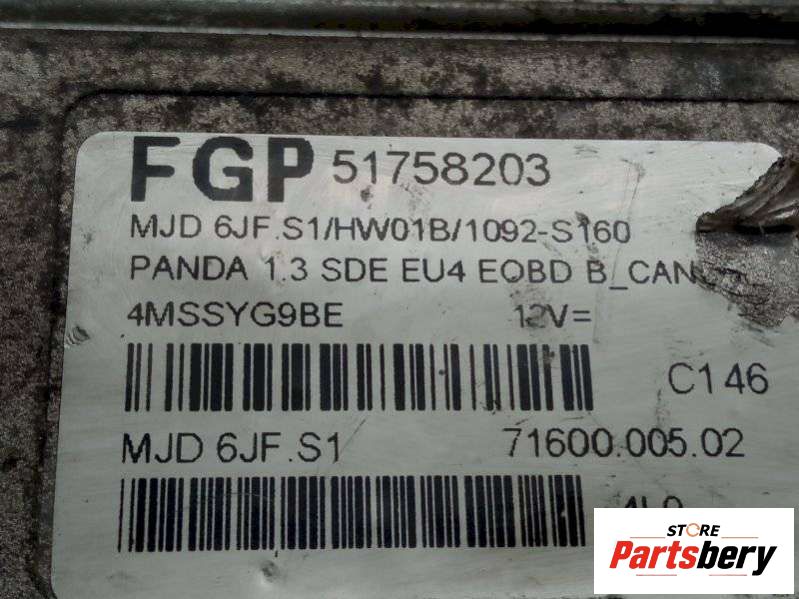 FGP 51758203
MJD 6JF.S1/HW01B/1092-S160
PANDA 1.3 SDE EU4 EOBD B_CAN
4MSSYG9BE 12V=
C146
MJD 6JF.S1 71600.005.02
STORE
Partsbery